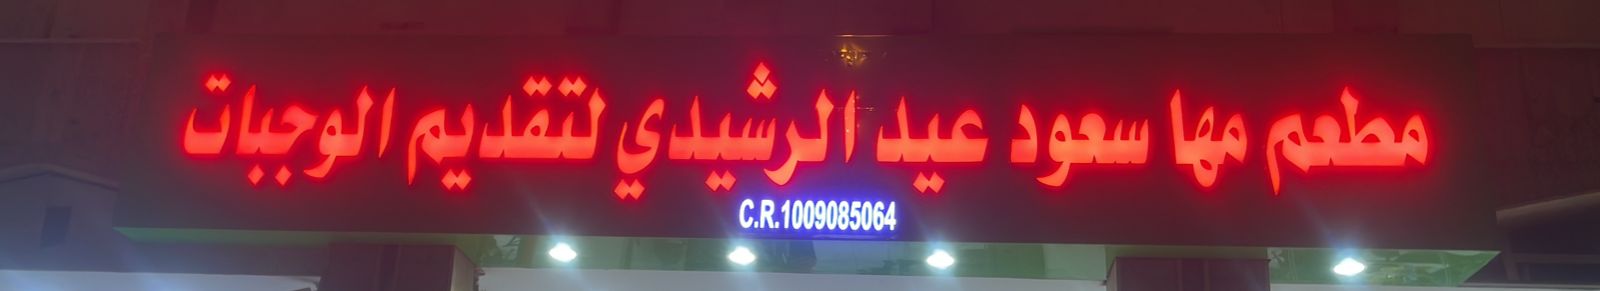 مطعم مها سعود عيد الرشيدي لتقديم الوجبات
C.R.1009085064